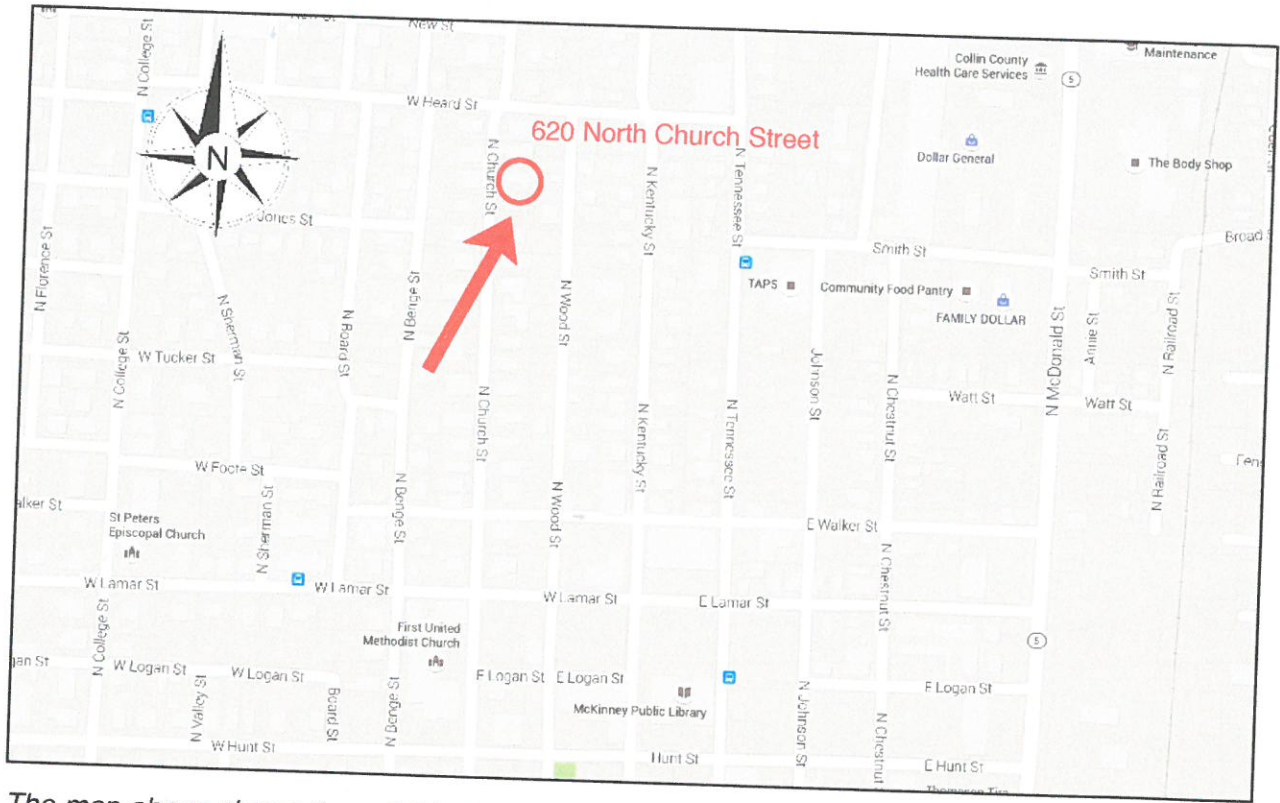 New St
N College St
Collin County
Health Care Services
5
Maintenance
W Heard St
620 North Church Street
N
Dollar General
The Body Shop
N Church St
N Kentucky St
N Tennessee St
Jones St
Smith St
Broad
N Florence St
Smith St
TAPS
Community Food Pantry
FAMILY DOLLAR
N Sherman St
N Board St
N Benge St
N Wood St
Johnson St
N McDonald St
Annie St
N Railroad St
W Tucker St
N College St
N Church St
N Kentucky St
N Tennessee St
N Chestnut St
Watt St
Watt St
W Foote St
N Railroad St
Fen
alker St
St Peters
Episcopal Church
N Sherman St
N Benge St
N Wood St
E Walker St
N Chestnut St
W Lamar St
W Lamar St
W Lamar St
E Lamar St
N College St
First United
Methodist Church
5
gan St
W Logan St
W Logan St
E Logan St
E Logan St
E Logan St
McKinney Public Library
N Valley St
Board St
N Benge St
N Johnson St
N Chestnut
W Hunt St
Hunt St
E Hunt St